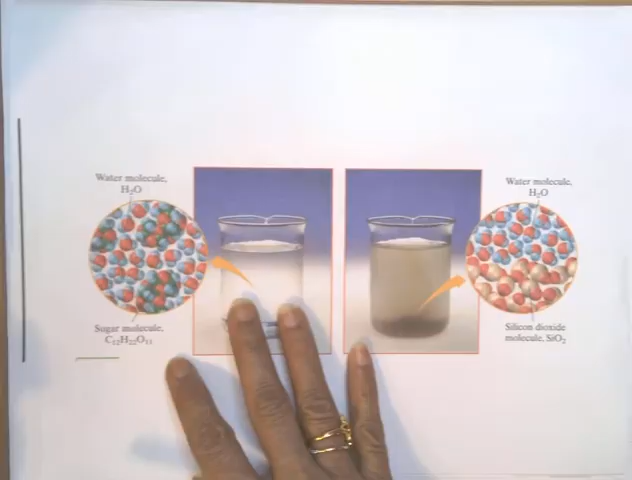 Water molecule,
H₂O
Sugar molecule,
C₁₂H₂₂O₁₁
Water molecule,
H₂O
Silicon dioxide
molecule, SiO₂